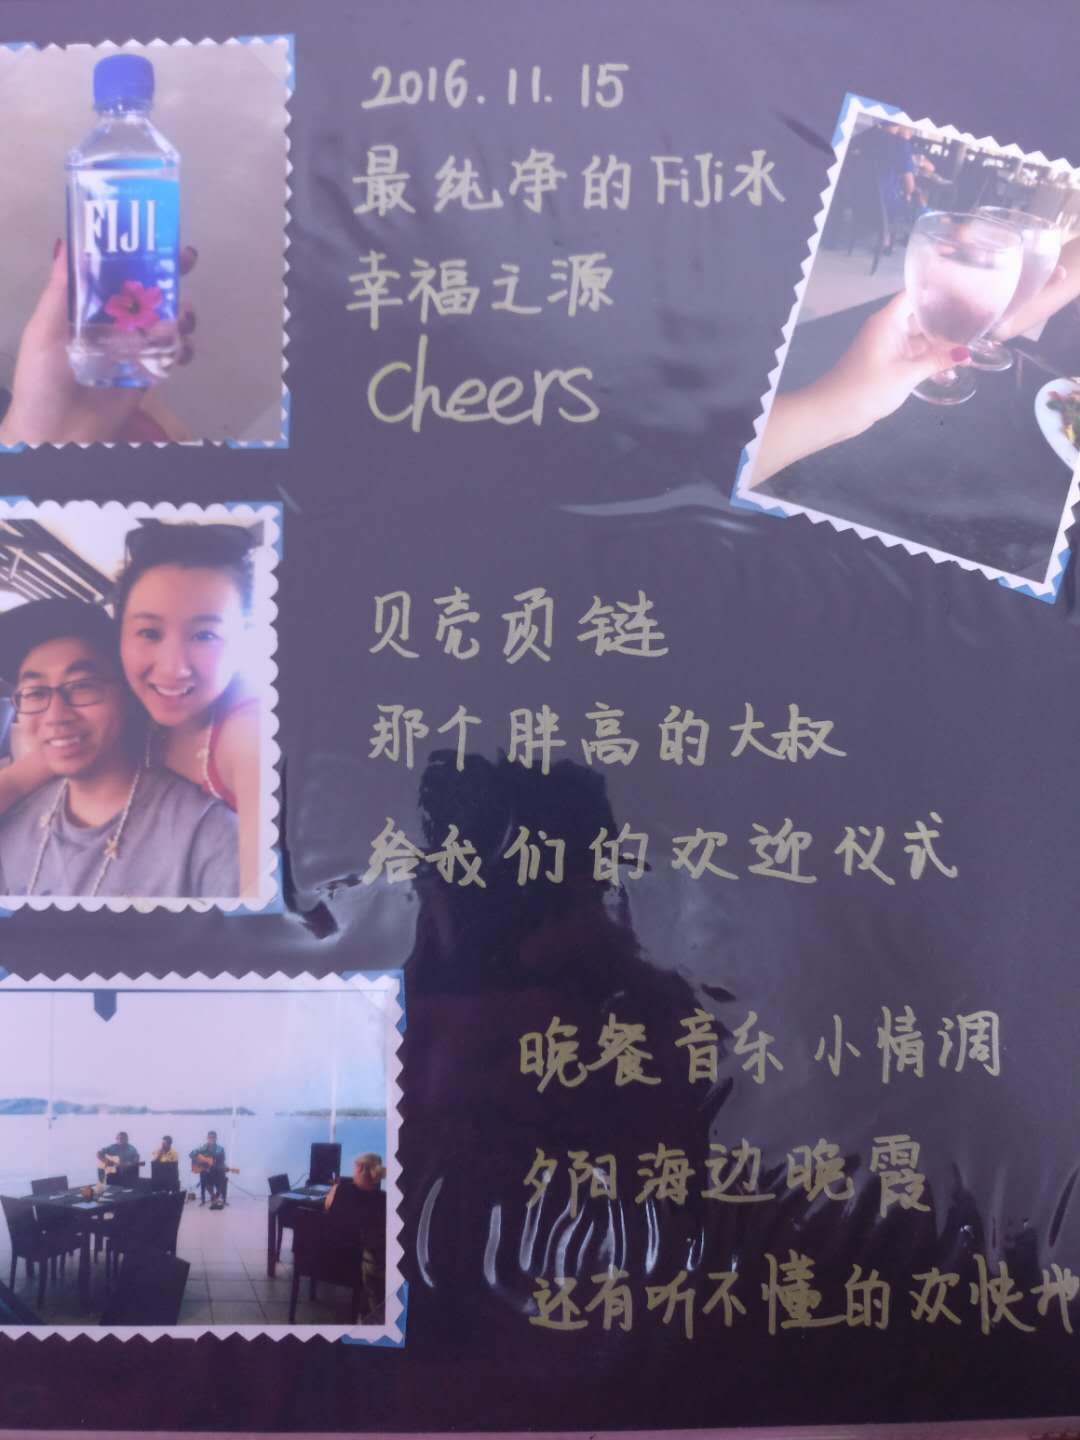 FIJI
2016.11.15
最纯净的FiJi水
幸福之源
Cheers
贝壳项链
那个胖高的大叔
给我们的欢迎仪式
晚餐音乐小情调
夕阳海边晚霞
还有听不懂的欢快